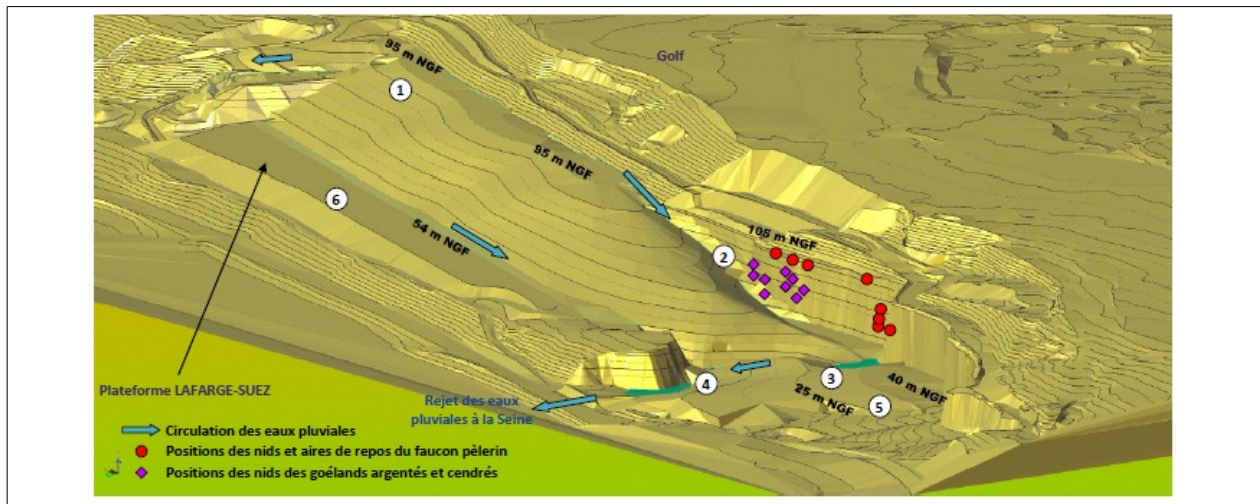 Golf
95 m NGF
1
95 m NGF
6
54 m NGF
105 m NGF
2
Plateforme LAFARGE-SUEZ
Rejet des eaux
pluviales à la Seine
4
3
40 m NGF
25 m NGF
5
Circulation des eaux pluviales
Positions des nids et aires de repos du faucon pèlerin
Positions des nids des goélands argentés et cendrés